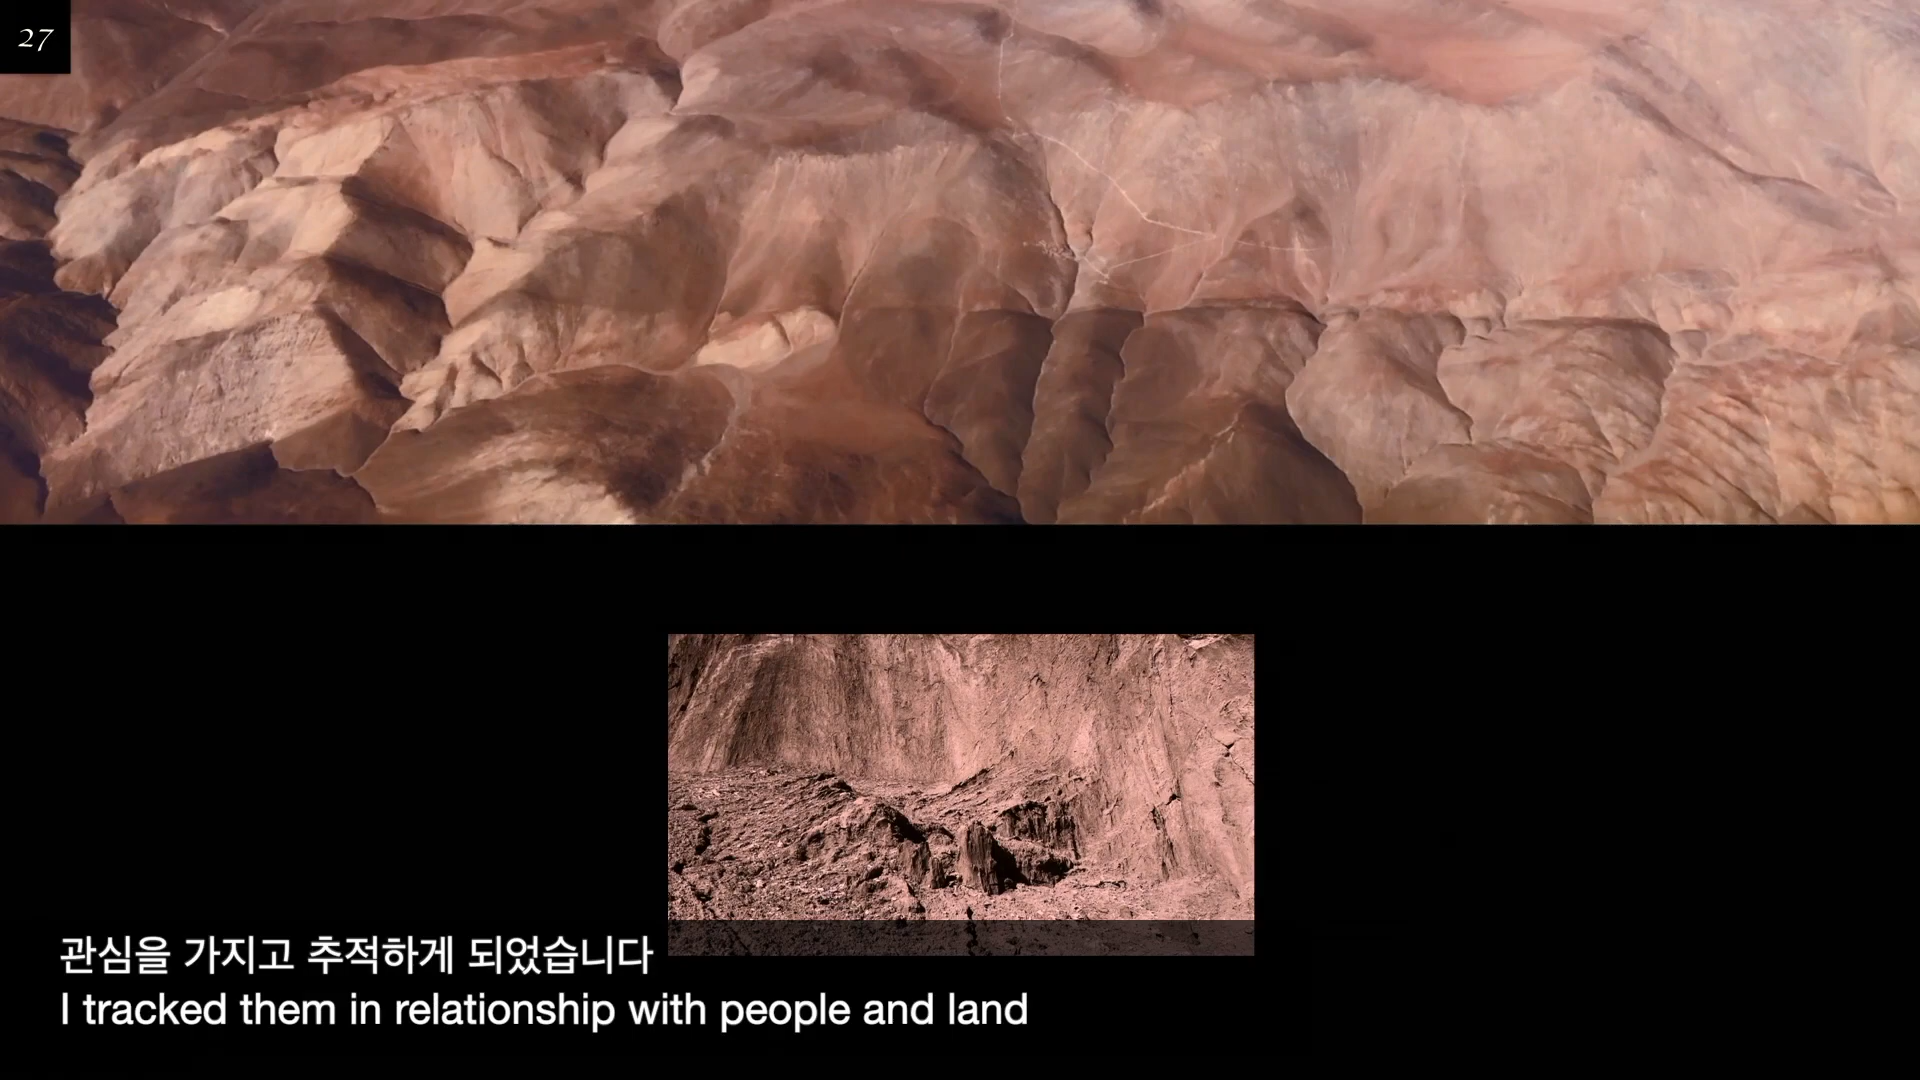 27
관심을 가지고 추적하게 되었습니다
I tracked them in relationship with people and land